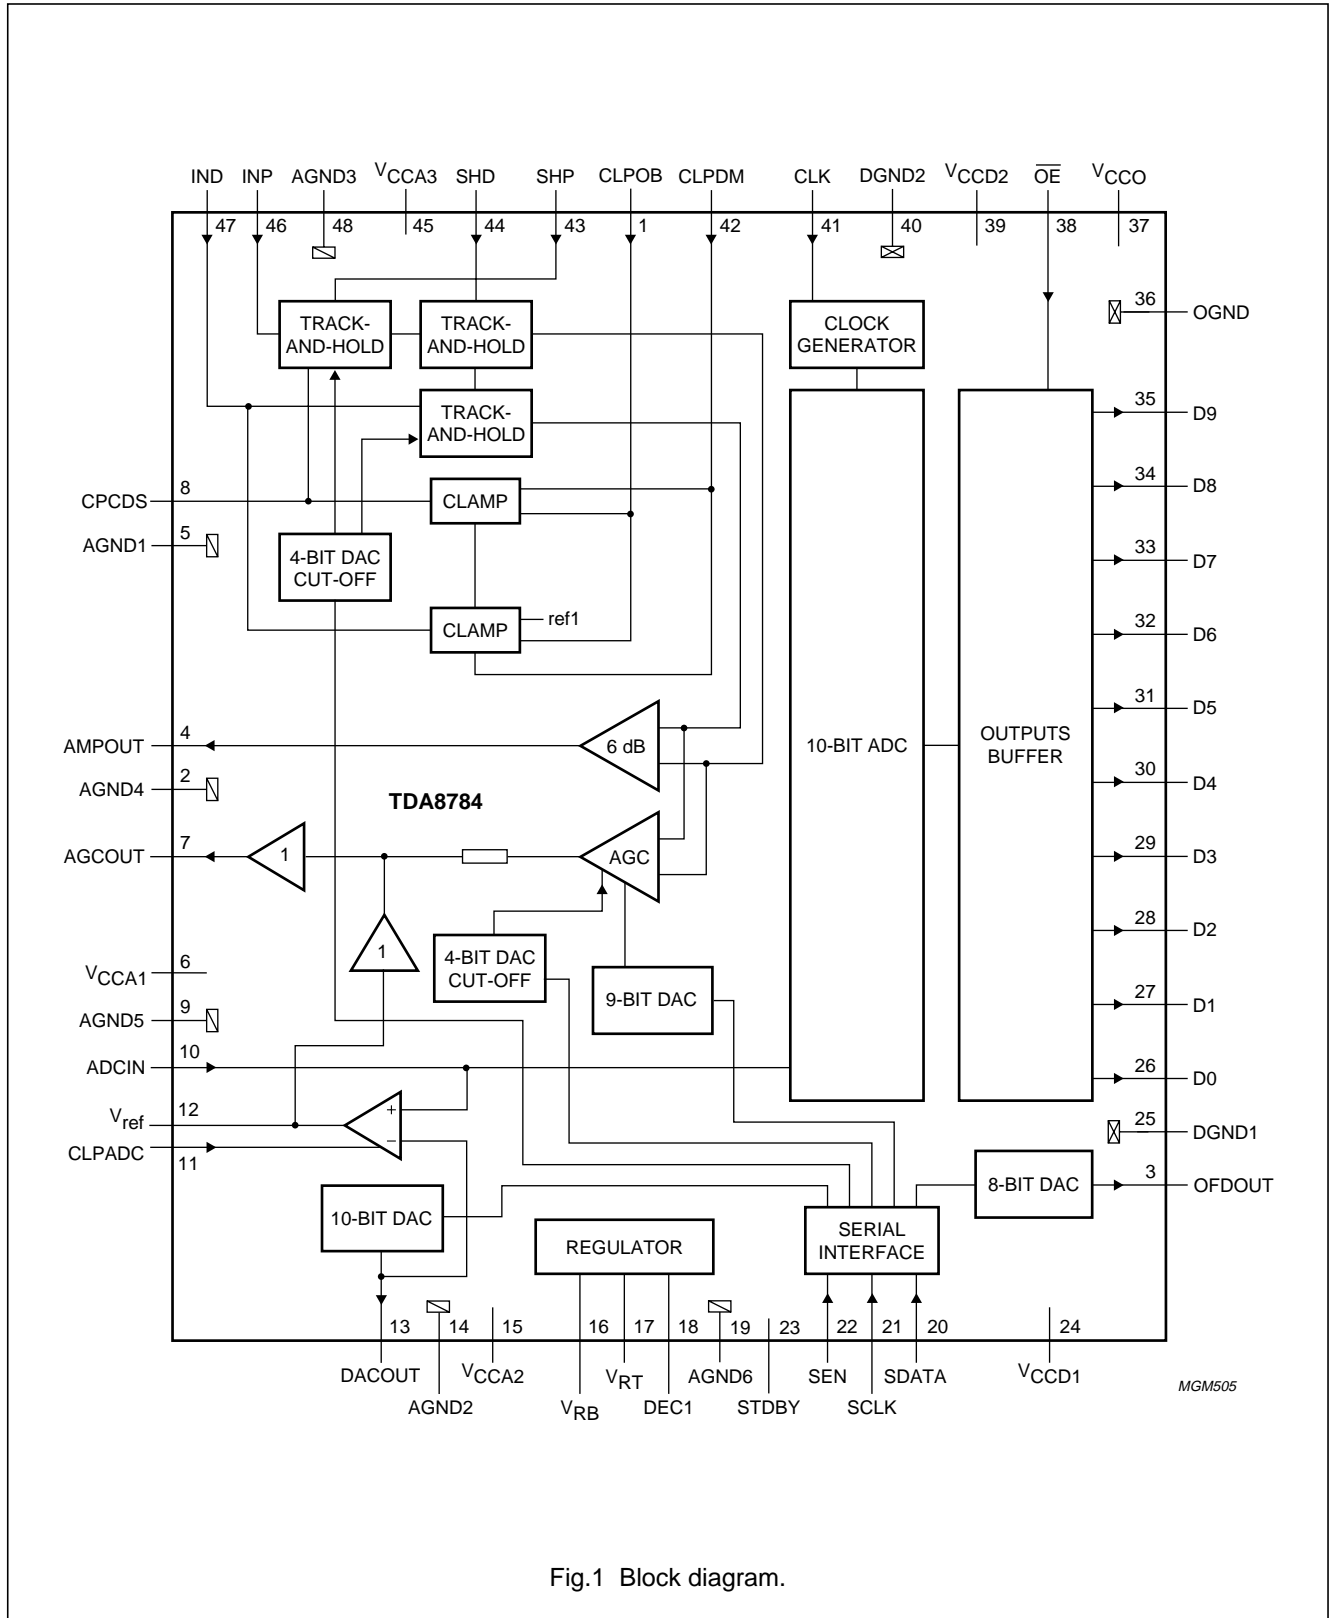 IND INP AGND3 VCCA3 SHD SHP CLPOB CLPDM CLK DGND2 VCCD2 OE VCCO
47 46 48 45 44 43 1 42 41 40 39 38 37
36 OGND
TRACK-AND-HOLD
TRACK-AND-HOLD
CLOCK GENERATOR
TRACK-AND-HOLD
35 D9
CPCDS 8
CLAMP
34 D8
AGND1 5
4-BIT DAC CUT-OFF
33 D7
CLAMP
ref1
32 D6
31 D5
AMPOUT 4
6 dB
10-BIT ADC
OUTPUTS BUFFER
AGND4 2
30 D4
TDA8784
AGCOUT 7
1
AGC
29 D3
28 D2
1
4-BIT DAC CUT-OFF
VCCA1 6
9-BIT DAC
27 D1
AGND5 9
ADCIN 10
26 D0
Vref 12
+
−
25 DGND1
CLPADC 11
8-BIT DAC
3 OFDOUT
10-BIT DAC
REGULATOR
SERIAL INTERFACE
13 14 15 16 17 18 19 23 22 21 20 24
DACOUT AGND2 VCCA2 VRB VRT DEC1 AGND6 STDBY SEN SCLK SDATA VCCD1
MGM505
Fig.1 Block diagram.